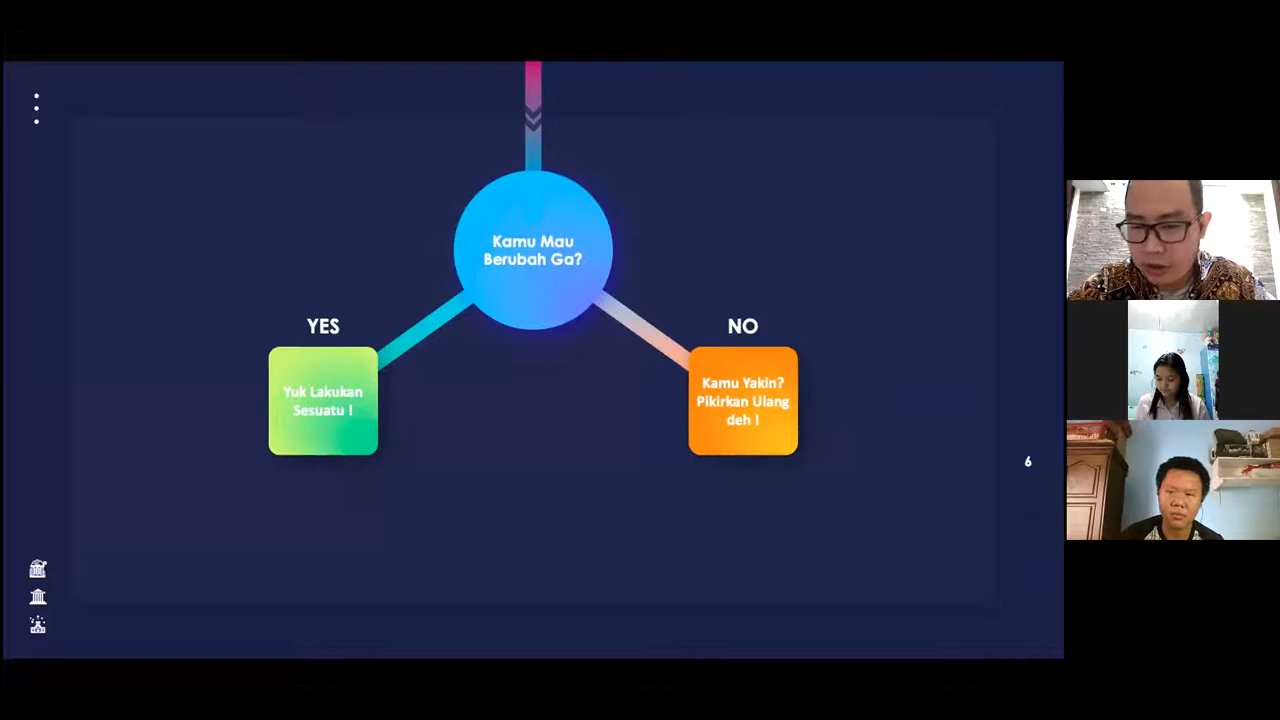 Kamu Mau
Berubah Ga?
YES
Yuk Lakukan
Sesuatu !
NO
Kamu Yakin?
Pikirkan Ulang
deh !
6